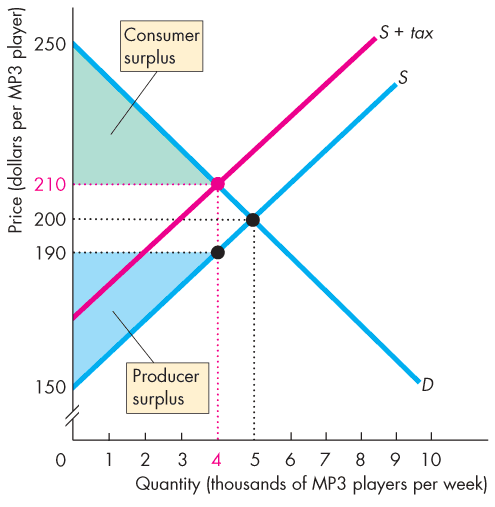 Price (dollars per MP3 player)
250
210
200
190
150
Consumer
surplus
S + tax
S
Producer
surplus
D
0 1 2 3 4 5 6 7 8 9 10
Quantity (thousands of MP3 players per week)